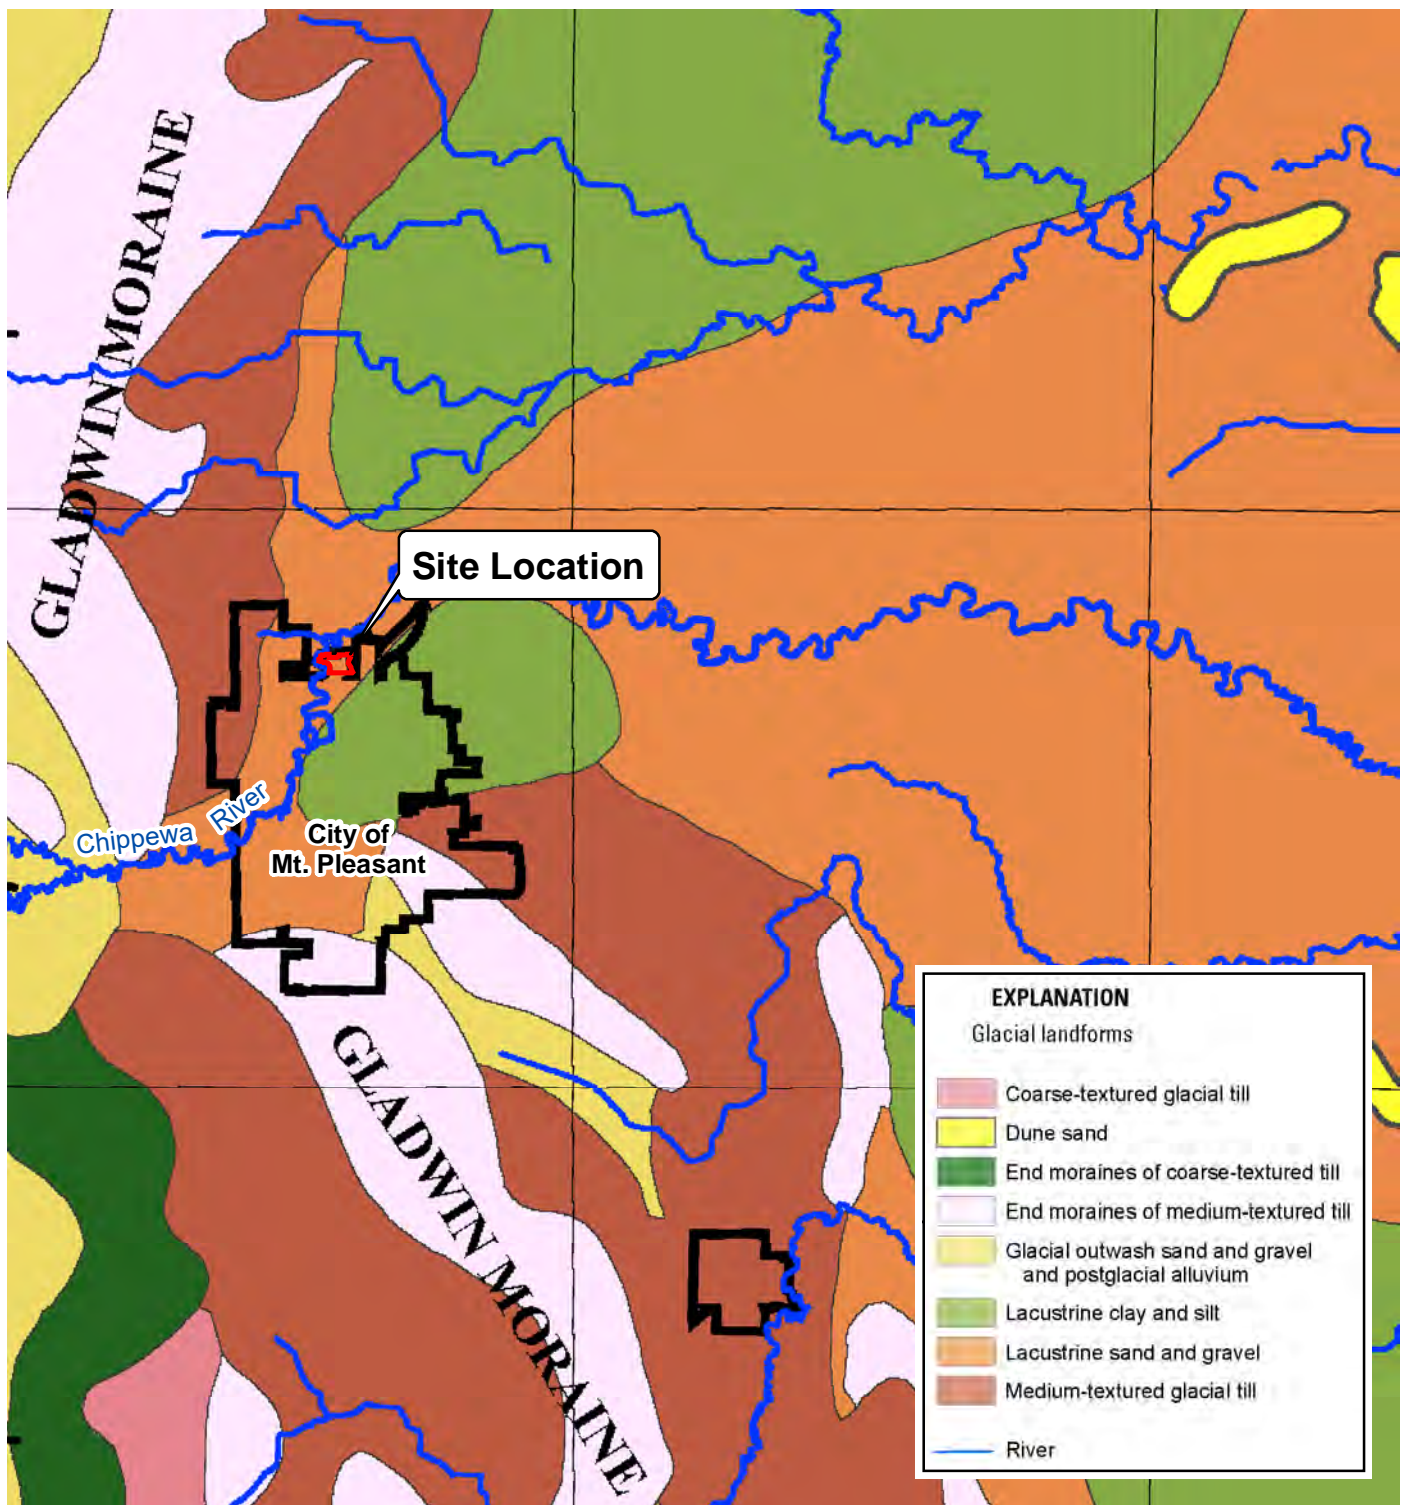 GLADWIN MORAINE
Site Location
Chippewa River
City of
Mt. Pleasant
GLADWIN MORAINE
EXPLANATION
Glacial landforms
Coarse-textured glacial till
Dune sand
End moraines of coarse-textured till
End moraines of medium-textured till
Glacial outwash sand and gravel
and postglacial alluvium
Lacustrine clay and silt
Lacustrine sand and gravel
Medium-textured glacial till
River